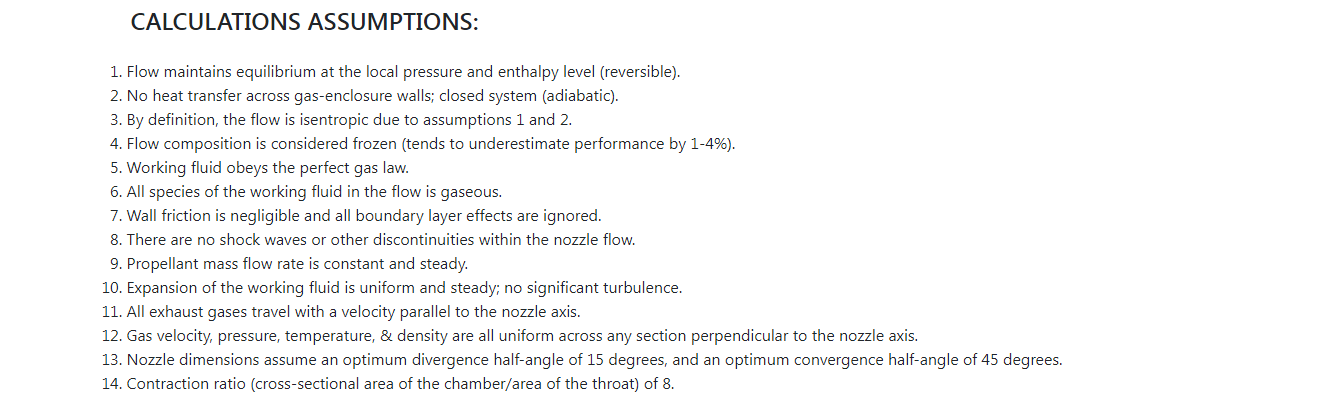 CALCULATIONS ASSUMPTIONS:
1. Flow maintains equilibrium at the local pressure and enthalpy level (reversible).
2. No heat transfer across gas-enclosure walls; closed system (adiabatic).
3. By definition, the flow is isentropic due to assumptions 1 and 2.
4. Flow composition is considered frozen (tends to underestimate performance by 1-4%).
5. Working fluid obeys the perfect gas law.
6. All species of the working fluid in the flow is gaseous.
7. Wall friction is negligible and all boundary layer effects are ignored.
8. There are no shock waves or other discontinuities within the nozzle flow.
9. Propellant mass flow rate is constant and steady.
10. Expansion of the working fluid is uniform and steady; no significant turbulence.
11. All exhaust gases travel with a velocity parallel to the nozzle axis.
12. Gas velocity, pressure, temperature, & density are all uniform across any section perpendicular to the nozzle axis.
13. Nozzle dimensions assume an optimum divergence half-angle of 15 degrees, and an optimum convergence half-angle of 45 degrees.
14. Contraction ratio (cross-sectional area of the chamber/area of the throat) of 8.